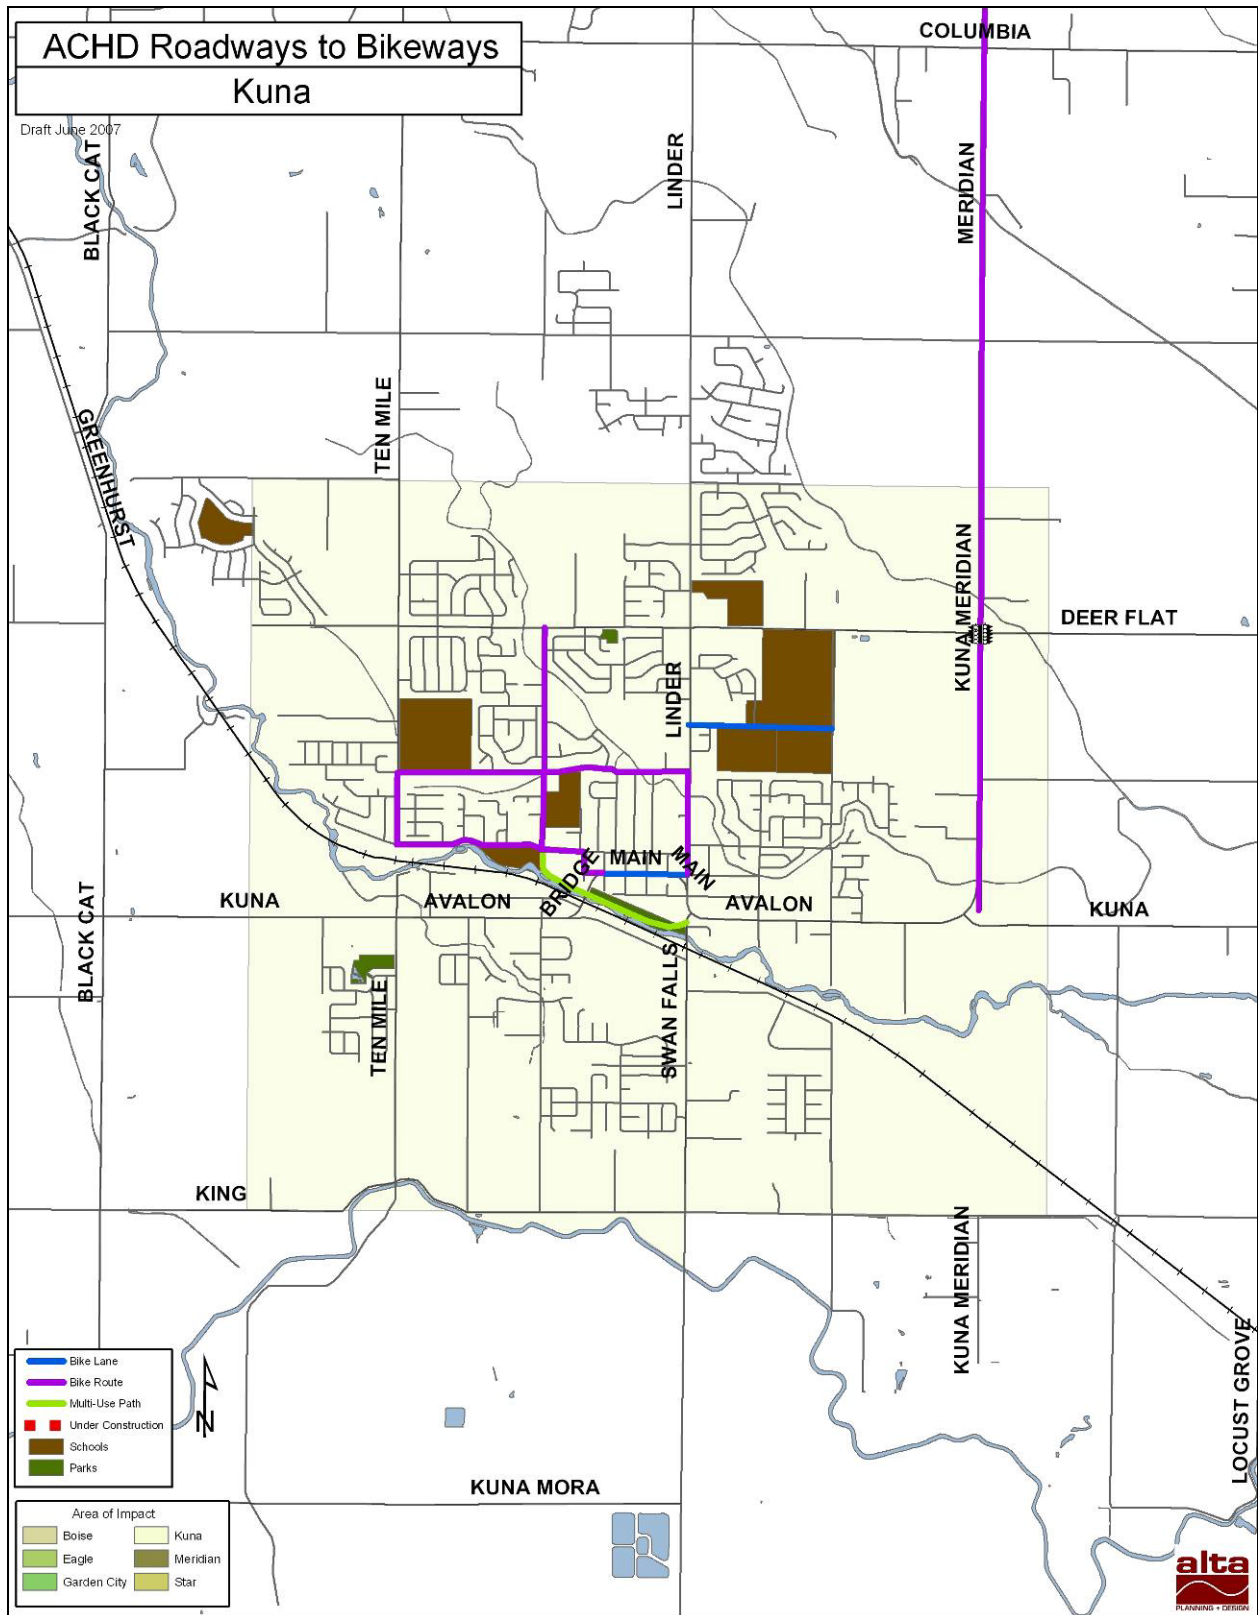 ACHD Roadways to Bikeways
Kuna
Draft June 2007
COLUMBIA
BLACK CAT
LINDER
MERIDIAN
TEN MILE
GREENHURST
KUNA MERIDIAN
DEER FLAT
LINDER
MAIN
MAIN
BRIDGE
KUNA
AVALON
AVALON
KUNA
BLACK CAT
SWAN FALLS
TEN MILE
KING
KUNA MERIDIAN
LOCUST GROVE
KUNA MORA
Bike Lane
Bike Route
Multi-Use Path
Under Construction
Schools
Parks
N
Area of Impact
Boise
Kuna
Eagle
Meridian
Garden City
Star
alta
PLANNING + DESIGN